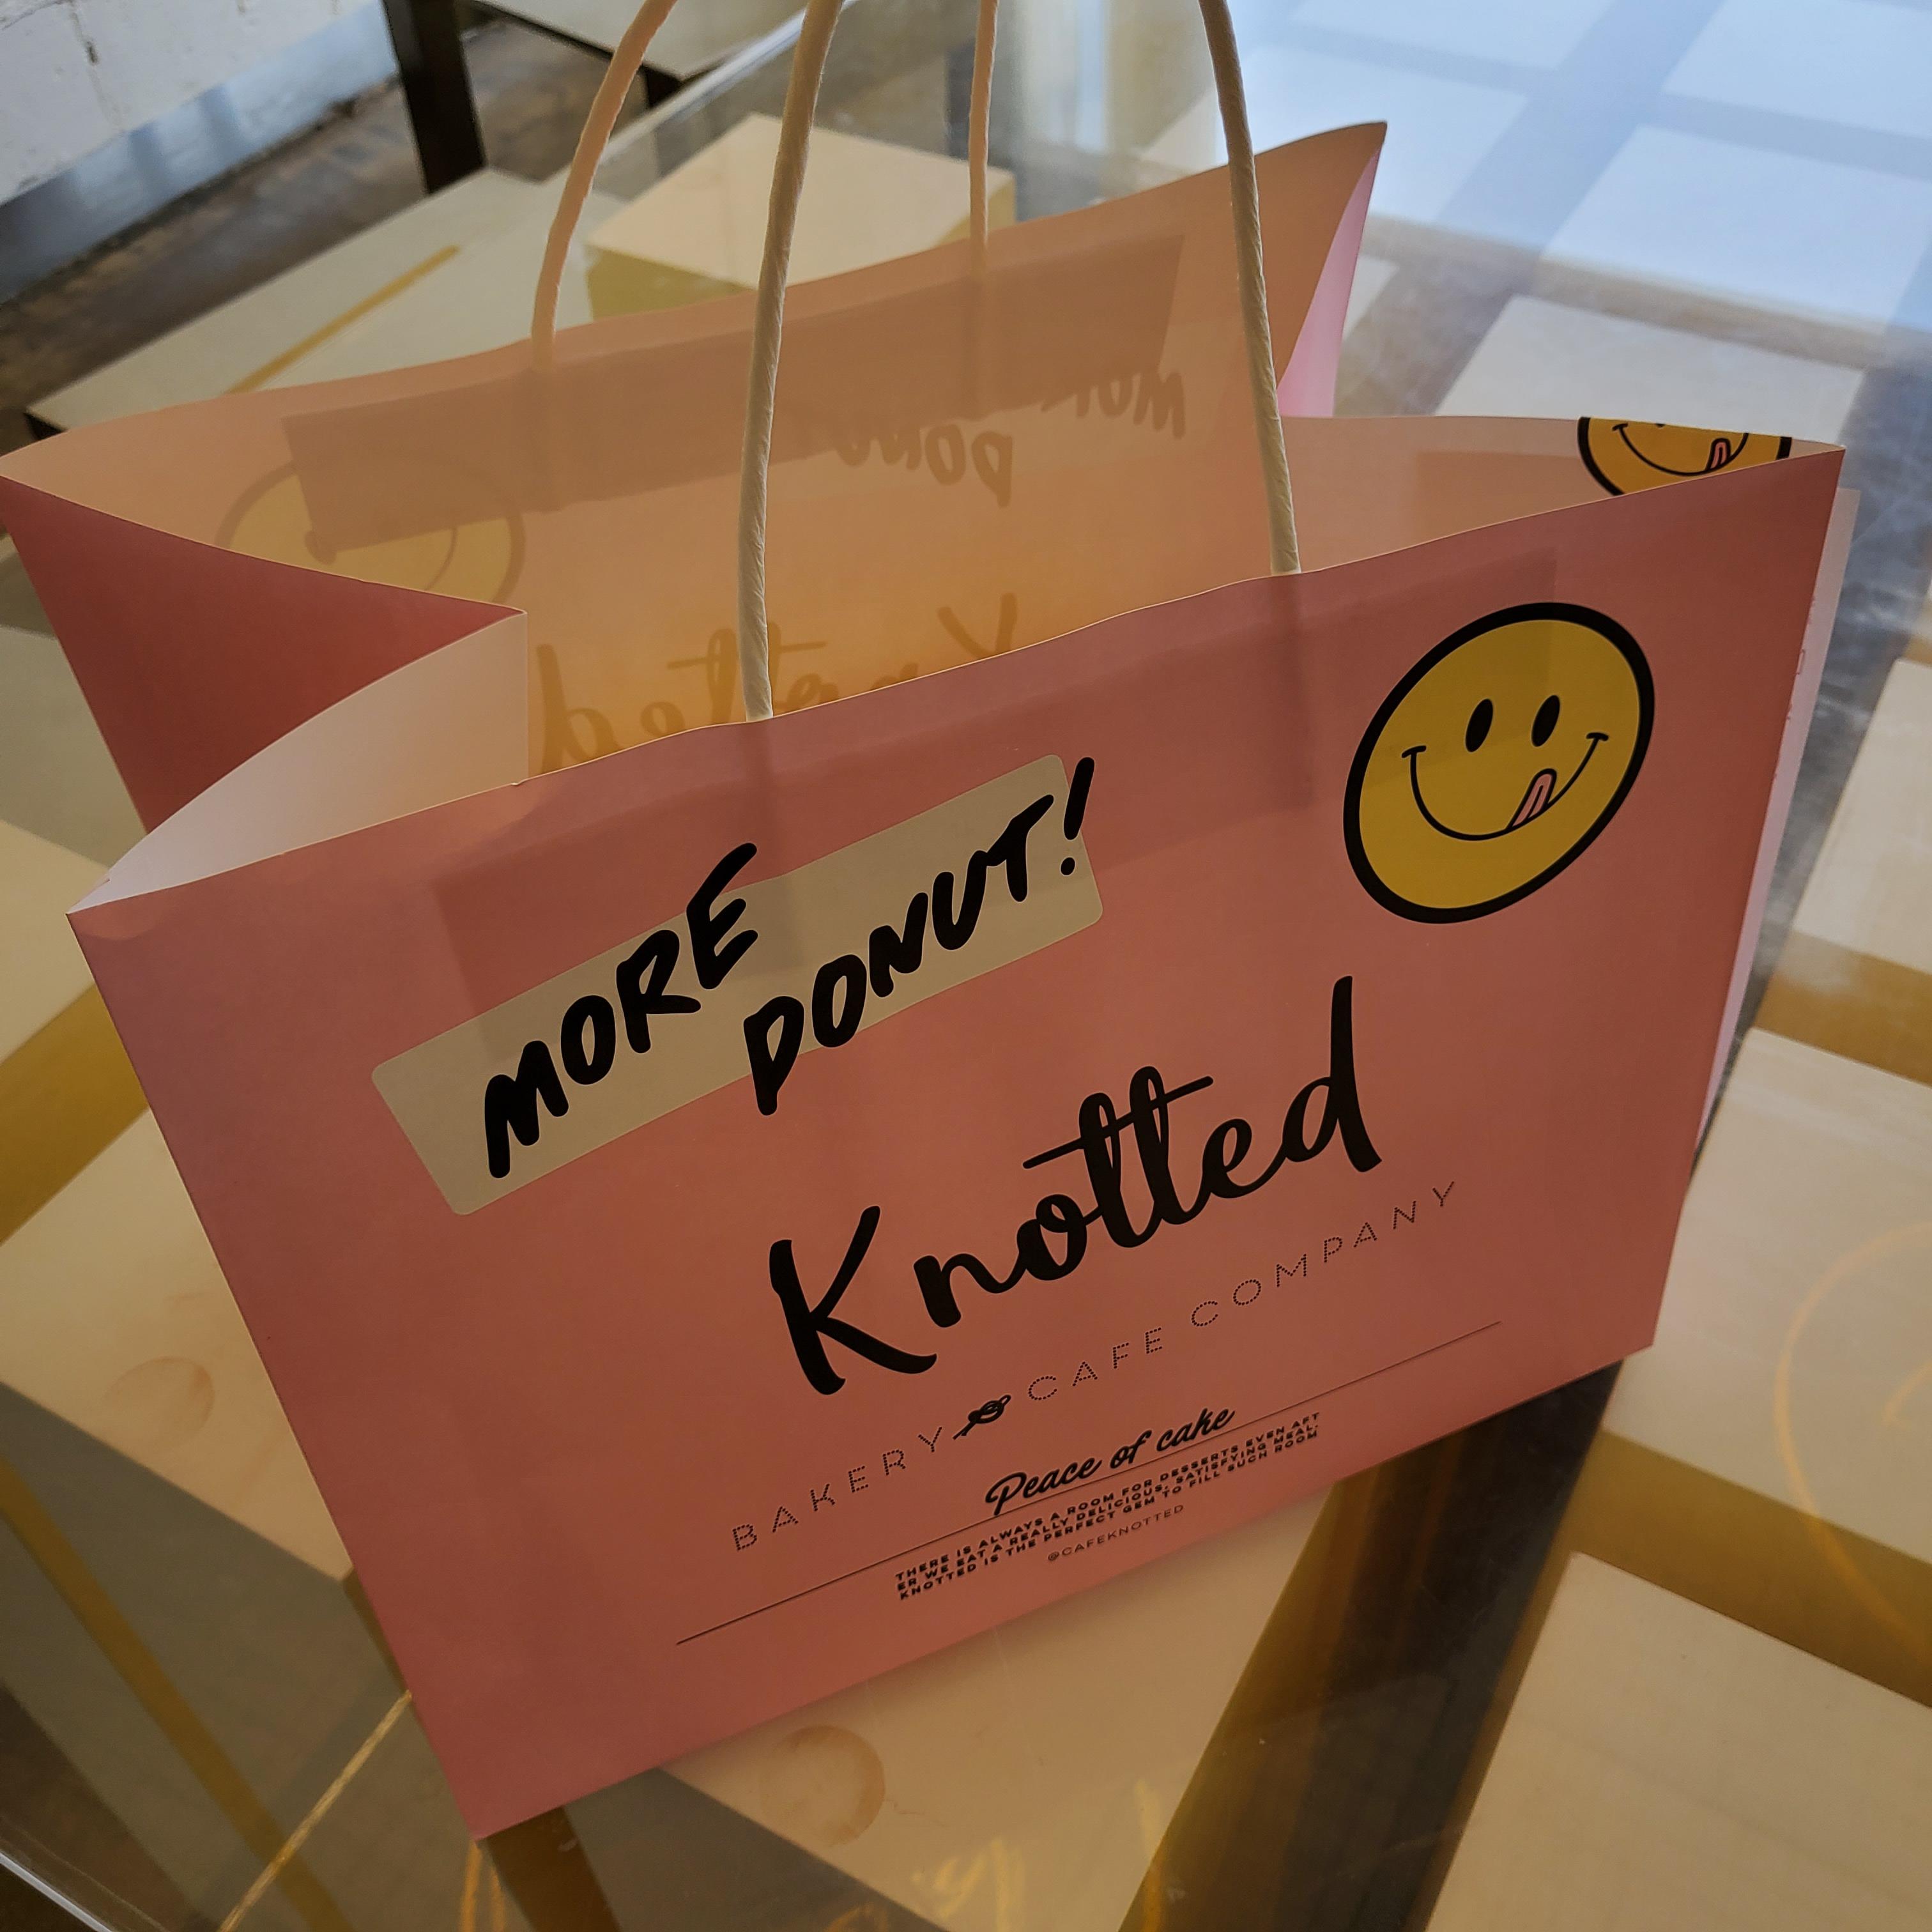 MORE
DONUT!
Knotted
BAKERY CAFE COMPANY
Peace of cake
THERE IS ALWAYS A ROOM FOR DESSERTS EVEN AFT
ER WE EAT A REALLY DELICIOUS, SATISFYING MEAL.
KNOTTED IS THE PERFECT GEM TO FILL SUCH ROOM
@CAFEKNOTTED